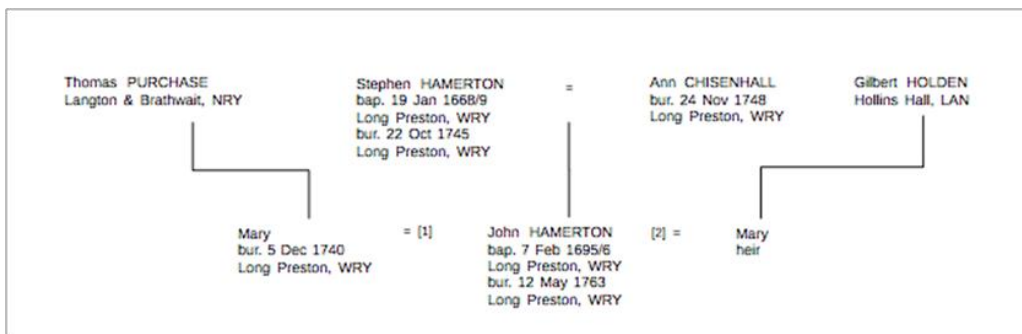 Thomas PURCHASE
Langton & Brathwait, NRY
Stephen HAMERTON
bap. 19 Jan 1668/9
Long Preston, WRY
bur. 22 Oct 1745
Long Preston, WRY
=
Ann CHISENHALL
bur. 24 Nov 1748
Long Preston, WRY
Gilbert HOLDEN
Hollins Hall, LAN
Mary
bur. 5 Dec 1740
Long Preston, WRY
= [1]
John HAMERTON
bap. 7 Feb 1695/6
Long Preston, WRY
bur. 12 May 1763
Long Preston, WRY
[2] =
Mary
heir